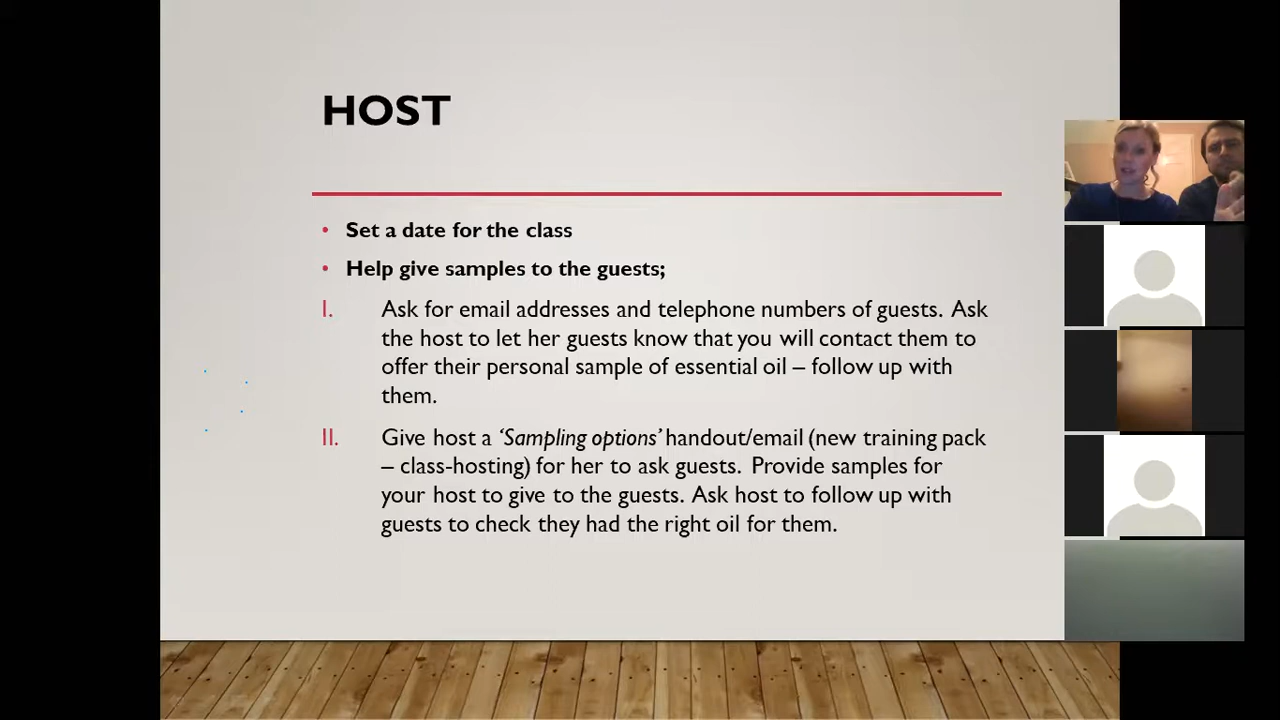 HOST
• Set a date for the class
• Help give samples to the guests;
I. Ask for email addresses and telephone numbers of guests. Ask
the host to let her guests know that you will contact them to
offer their personal sample of essential oil – follow up with
them.
II. Give host a ‘Sampling options’ handout/email (new training pack
– class-hosting) for her to ask guests. Provide samples for
your host to give to the guests. Ask host to follow up with
guests to check they had the right oil for them.